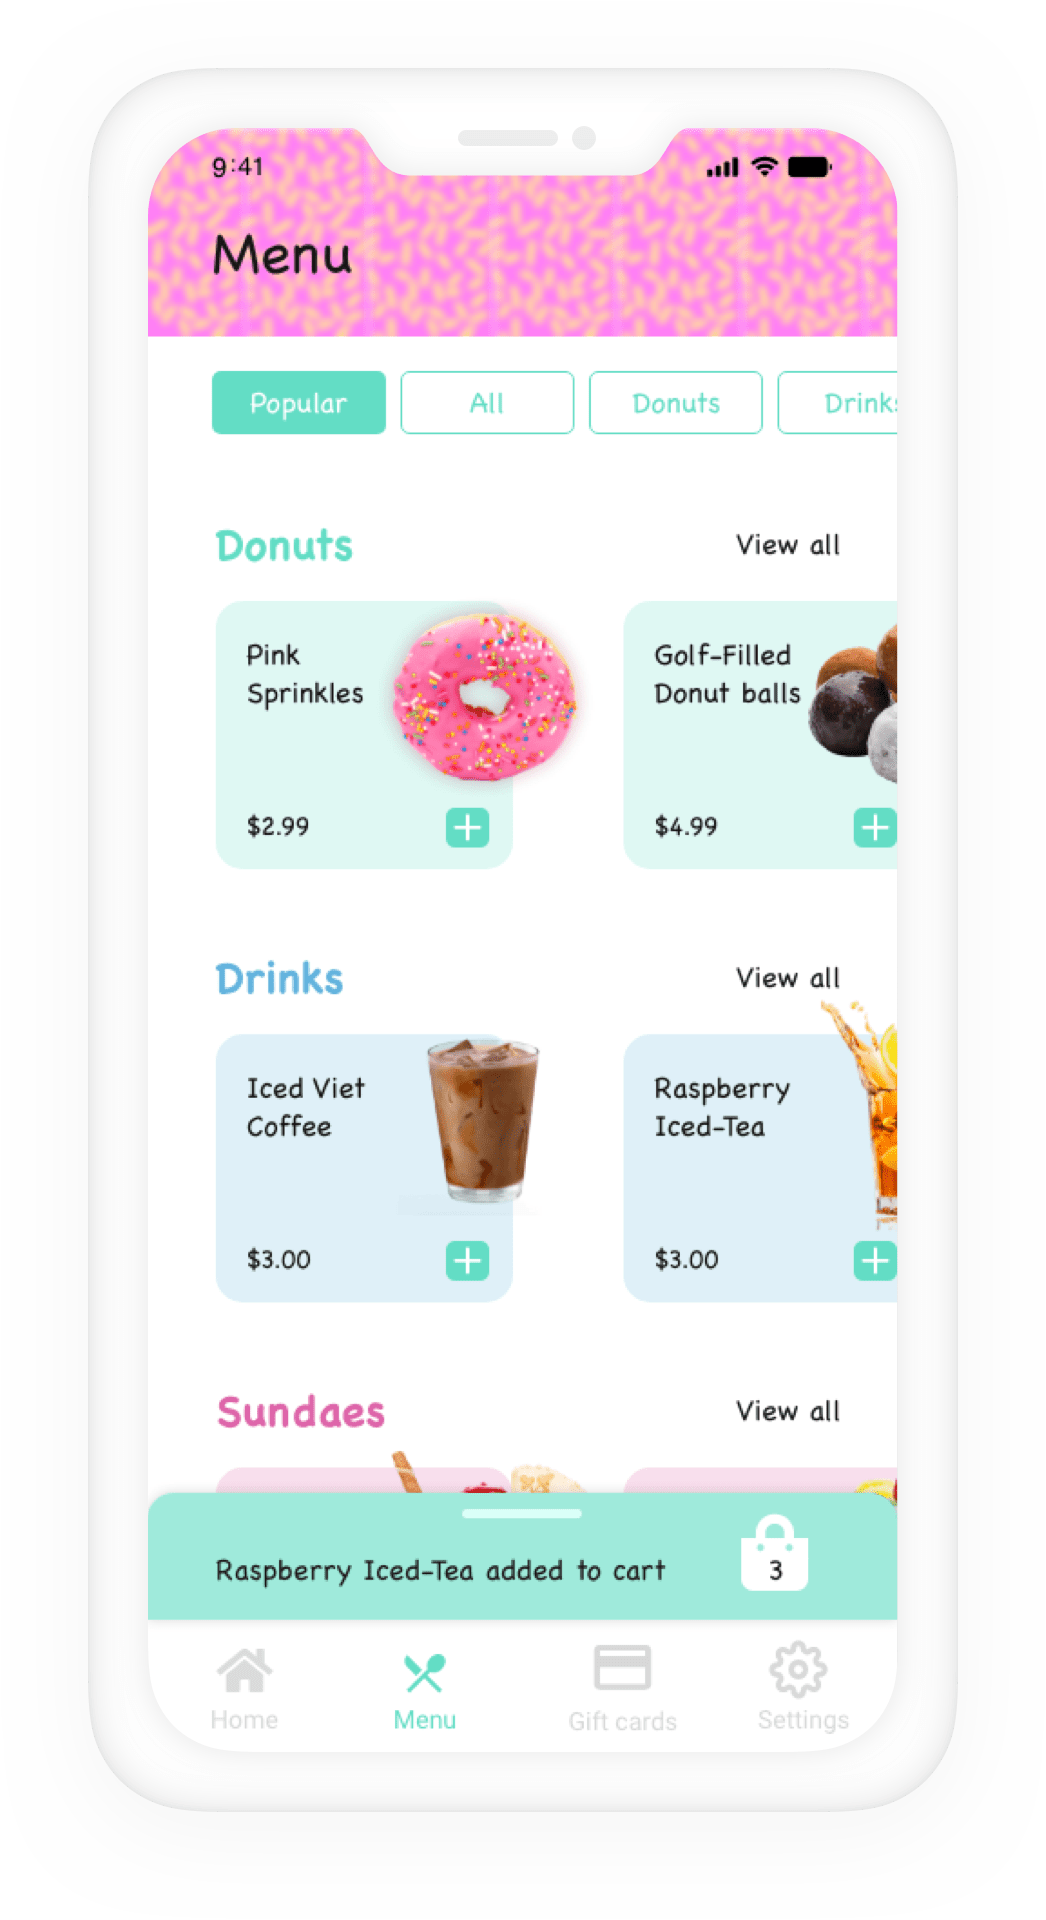 9:41
Menu
Popular
All
Donuts
Drinks
Donuts
View all
Pink
Sprinkles
$2.99
Golf-Filled
Donut balls
$4.99
Drinks
View all
Iced Viet
Coffee
$3.00
Raspberry
Iced-Tea
$3.00
Sundaes
View all
Raspberry Iced-Tea added to cart
3
Home
Menu
Gift cards
Settings